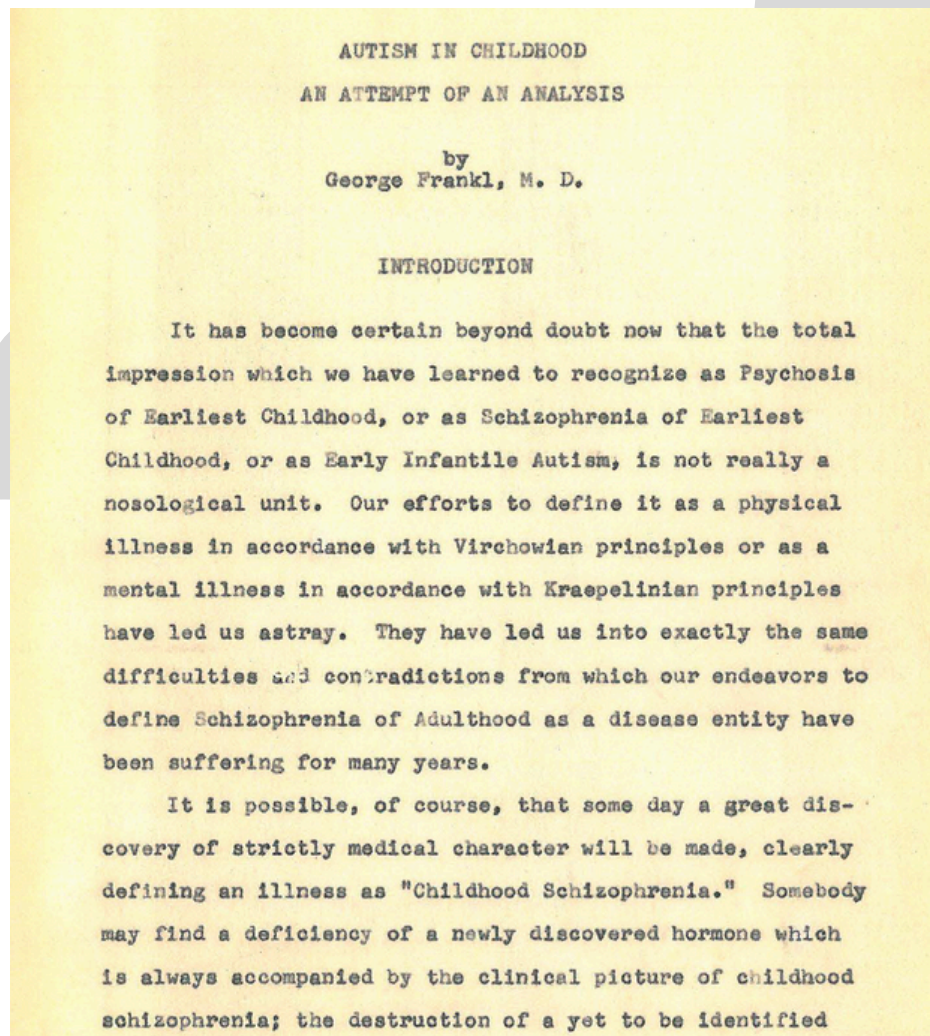 AUTISM IN CHILDHOOD
AN ATTEMPT OF AN ANALYSIS
by
George Frankl, M. D.
INTRODUCTION
It has become certain beyond doubt now that the total
impression which we have learned to recognize as Psychosis
of Earliest Childhood, or as Schizophrenia of Earliest
Childhood, or as Early Infantile Autism, is not really a
nosological unit. Our efforts to define it as a physical
illness in accordance with Virchowian principles or as a
mental illness in accordance with Kraepelinian principles
have led us astray. They have led us into exactly the same
difficulties and contradictions from which our endeavors to
define Schizophrenia of Adulthood as a disease entity have
been suffering for many years.
It is possible, of course, that some day a great dis-
covery of strictly medical character will be made, clearly
defining an illness as "Childhood Schizophrenia." Somebody
may find a deficiency of a newly discovered hormone which
is always accompanied by the clinical picture of childhood
schizophrenia; the destruction of a yet to be identified